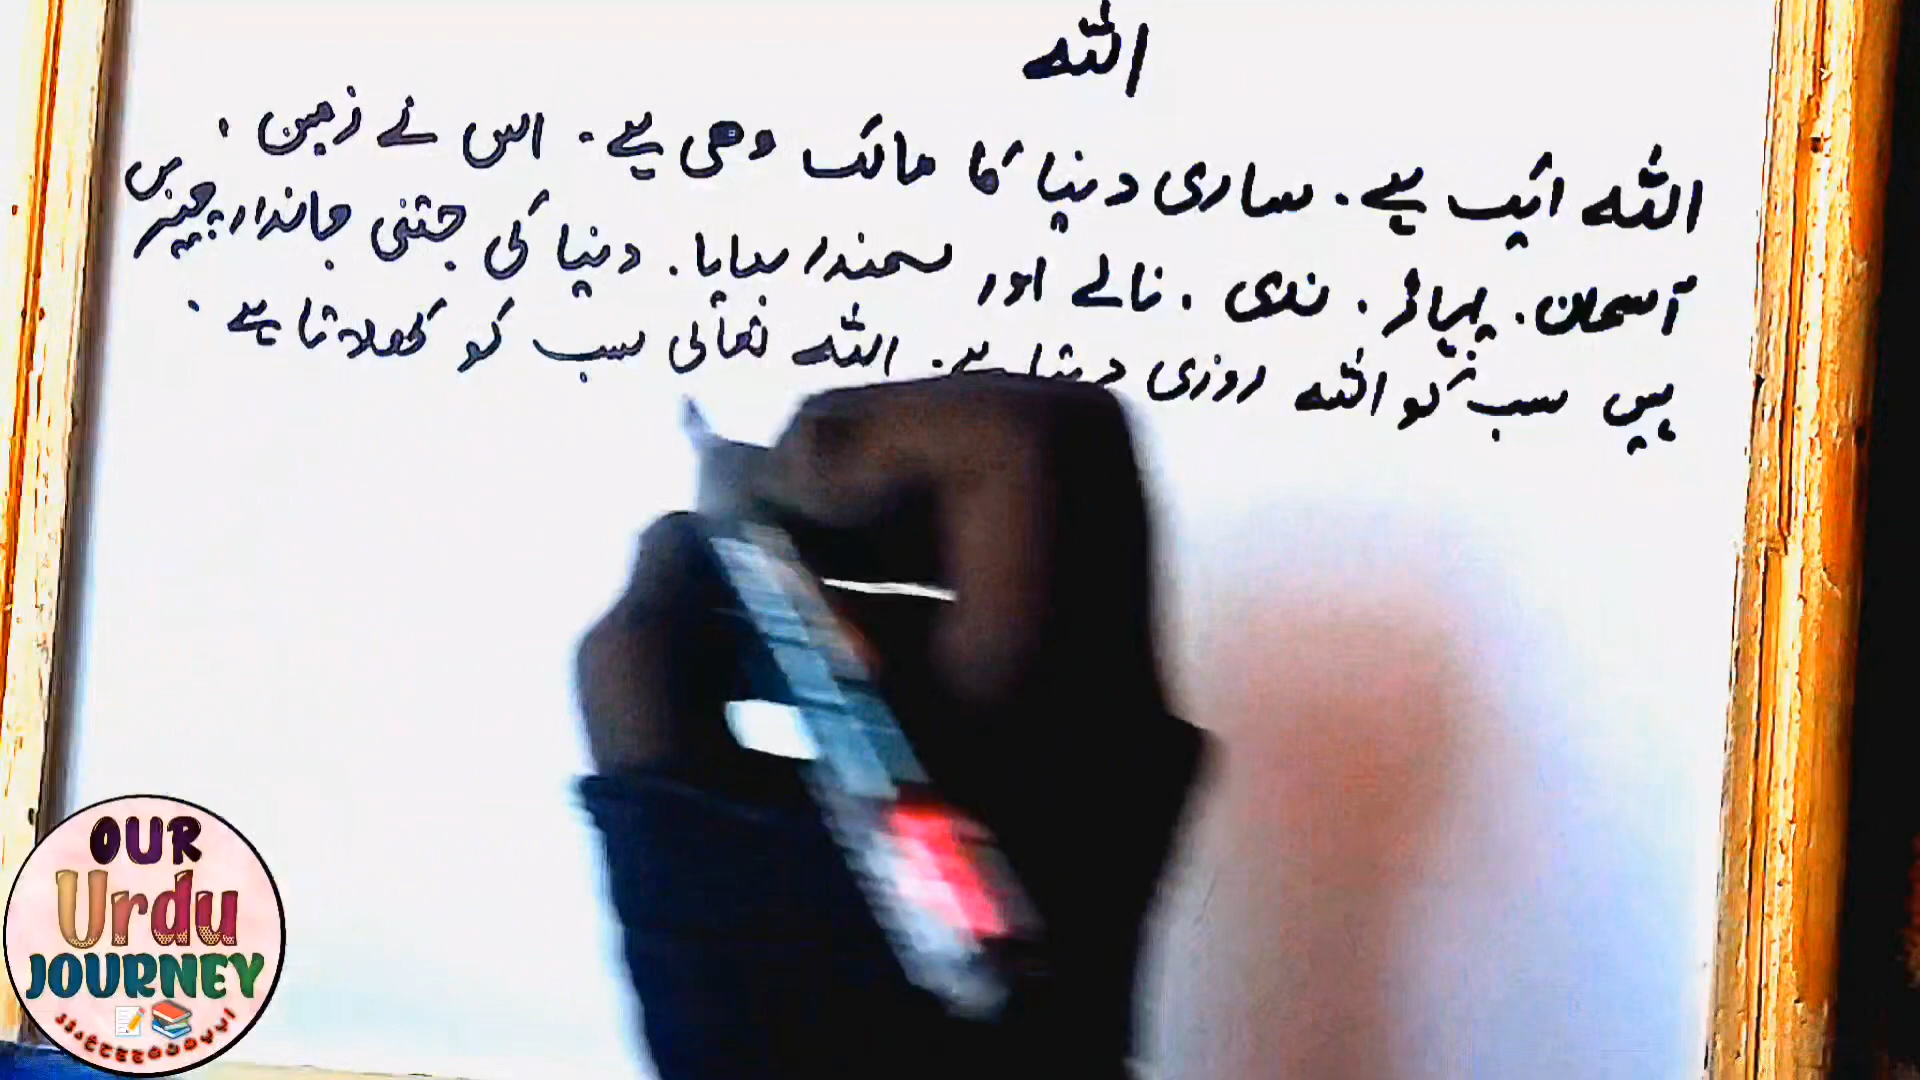 اللہ
اللہ ایک ہے۔ ساری دنیا کا مالک وھی ہے۔ اس نے زمین۔
آسمان۔ پہاڑ۔ ندی۔ نالے اور سمندر بنایا۔ دنیا کی جتنی جاندار چیزیں
ہیں سب کو اللہ روزی دیتا ہے۔ اللہ تعالی سب کو کھلاتا ہے۔
OUR
Urdu
JOURNEY